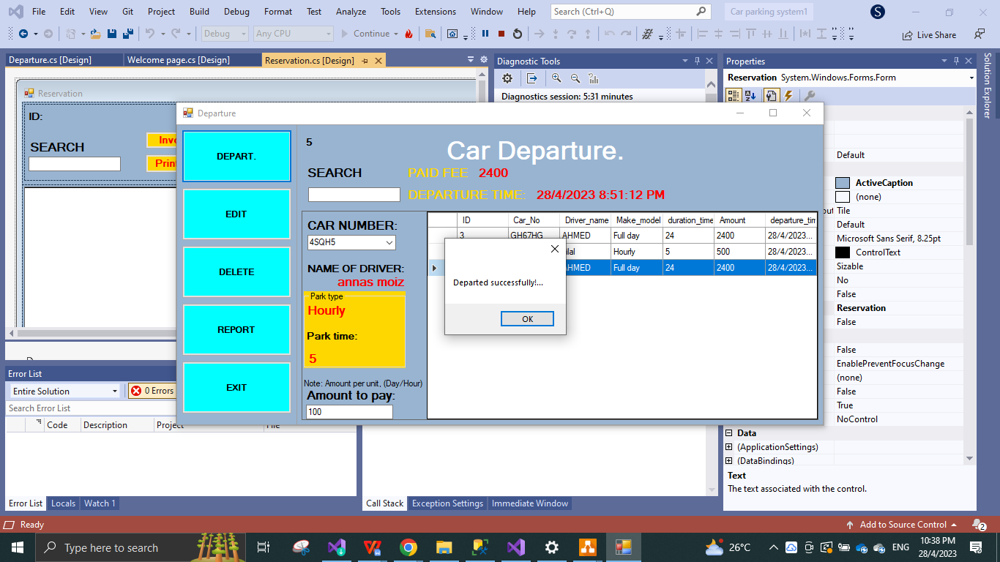 File Edit View Git Project Build Debug Format Test Analyze Tools Extensions Window Help Search (Ctrl+Q) Car parking system1 S
Debug Any CPU Continue Live Share
Departure.cs [Design] Welcome page.cs [Design] Reservation.cs [Design] Diagnostic Tools Properties Solution Explorer
Reservation System.Windows.Forms.Form
Reservation
Diagnostics session: 5:31 minutes
ID:
SEARCH
Invo
Print
Departure
DEPART.
EDIT
DELETE
REPORT
EXIT
5
Car Departure.
SEARCH PAID FEE 2400
DEPARTURE TIME: 28/4/2023 8:51:12 PM
CAR NUMBER:
4SQH5
NAME OF DRIVER:
annas moiz
Park type
Hourly
Park time:
5
Note: Amount per unit, (Day/Hour)
Amount to pay:
100
ID Car_No Driver_name Make_model duration_time Amount departure_tim
3 GH67HG AHMED Full day 24 2400 28/4/2023...
ilal Hourly 5 500 28/4/2023...
AHMED Full day 24 2400 28/4/2023...
Departed successfully!...
OK
Default
ActiveCaption
(none)
out Tile
Default
Microsoft Sans Serif, 8.25pt
ControlText
Sizable
No
False
Reservation
False
False
EnablePreventFocusChange
(none)
False
True
NoControl
Data
(ApplicationSettings)
(DataBindings)
Text
The text associated with the control.
Error List
Entire Solution 0 Errors
Search Error List
Code Description Project File
Error List Locals Watch 1
Call Stack Exception Settings Immediate Window
Ready Add to Source Control 2
Type here to search 26°C ENG 10:38 PM
28/4/2023